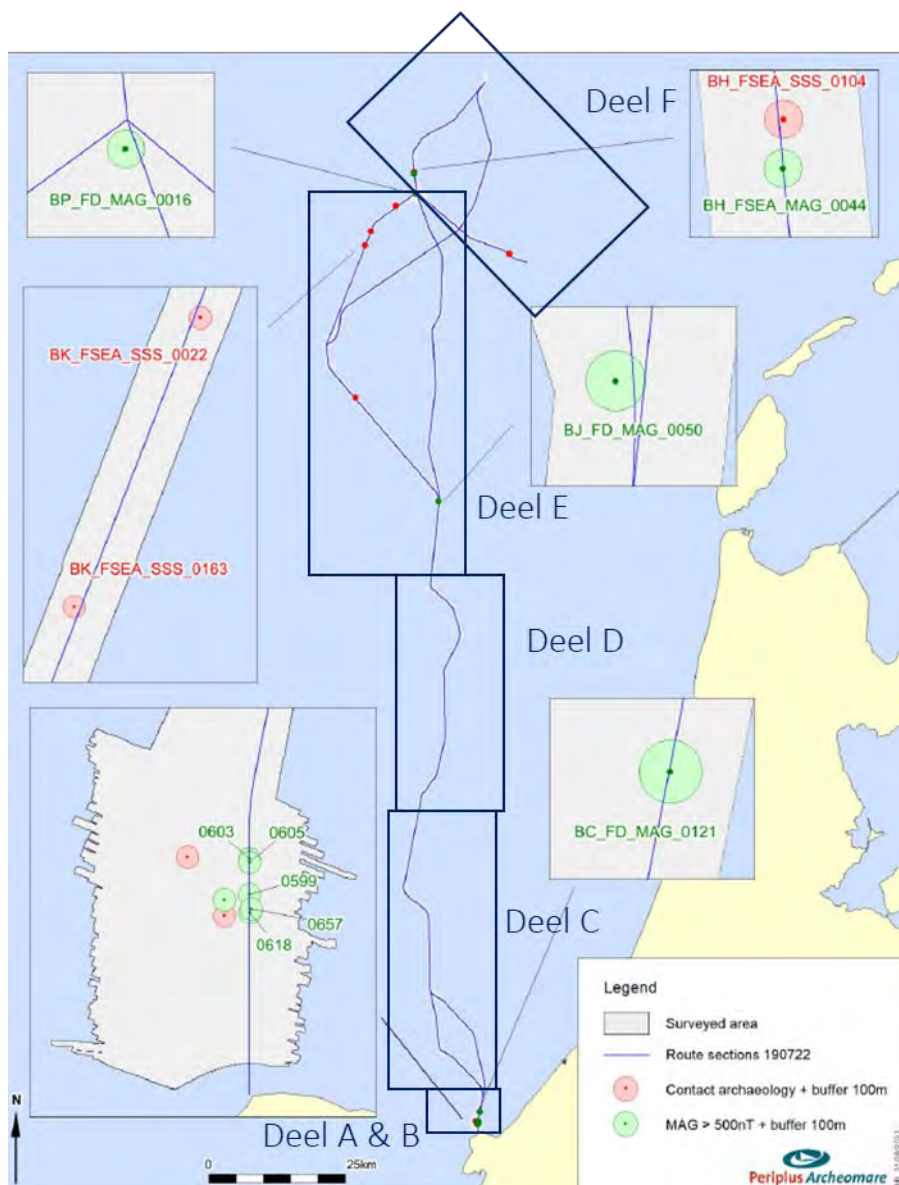 Deel F
BH_FSEA_SSS_0104
BH_FSEA_MAG_0044
BP_FD_MAG_0016
BK_FSEA_SSS_0022
BK_FSEA_SSS_0163
BJ_FD_MAG_0050
Deel E
Deel D
BC_FD_MAG_0121
0603
0605
0599
0657
0618
Deel C
Deel A & B
N
0
25km
Legend
Surveyed area
Route sections 190722
Contact archaeology + buffer 100m
MAG > 500nT + buffer 100m
Periplus Archeomare